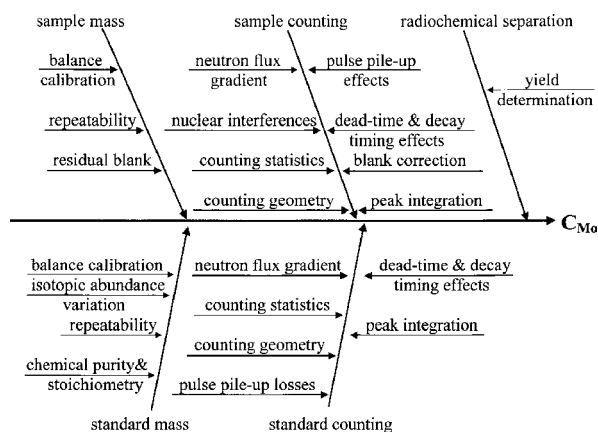 sample mass
sample counting
radiochemical separation
balance
calibration
repeatability
residual blank
neutron flux
gradient
nuclear interferences
counting statistics
counting geometry
pulse pile-up
effects
dead-time & decay
timing effects
blank correction
peak integration
yield
determination
C_Mo
balance calibration
isotopic abundance
variation
repeatability
chemical purity&
stoichiometry
neutron flux gradient
counting statistics
counting geometry
pulse pile-up losses
dead-time & decay
timing effects
peak integration
standard mass
standard counting